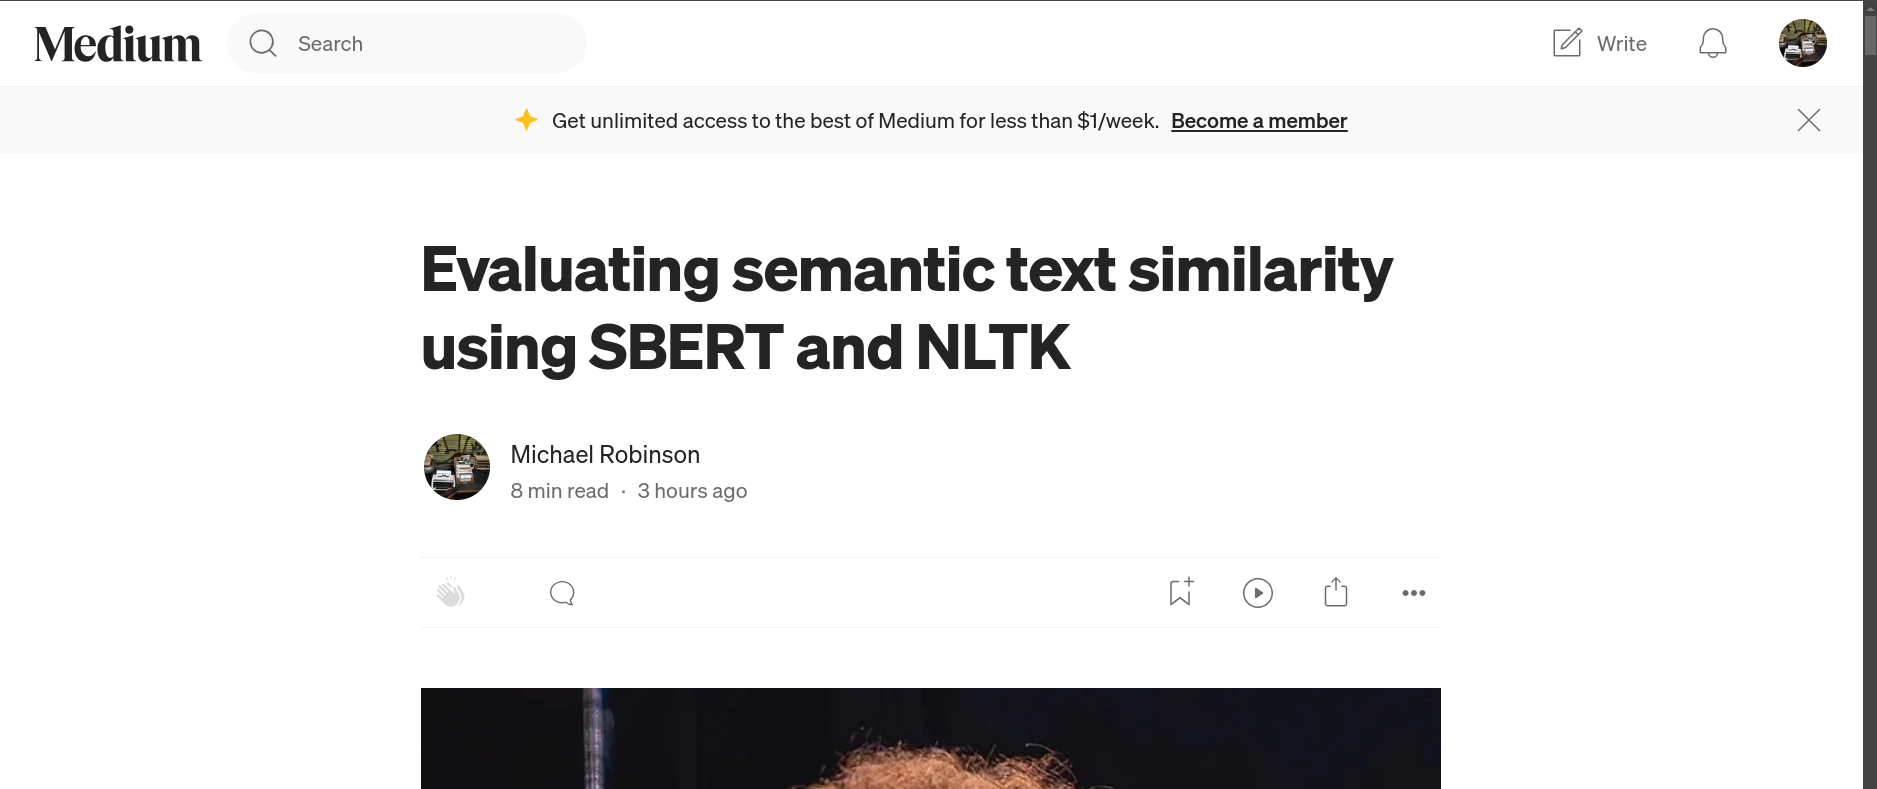 Medium
Search
Write
Get unlimited access to the best of Medium for less than $1/week. Become a member
Evaluating semantic text similarity
using SBERT and NLTK
Michael Robinson
8 min read · 3 hours ago